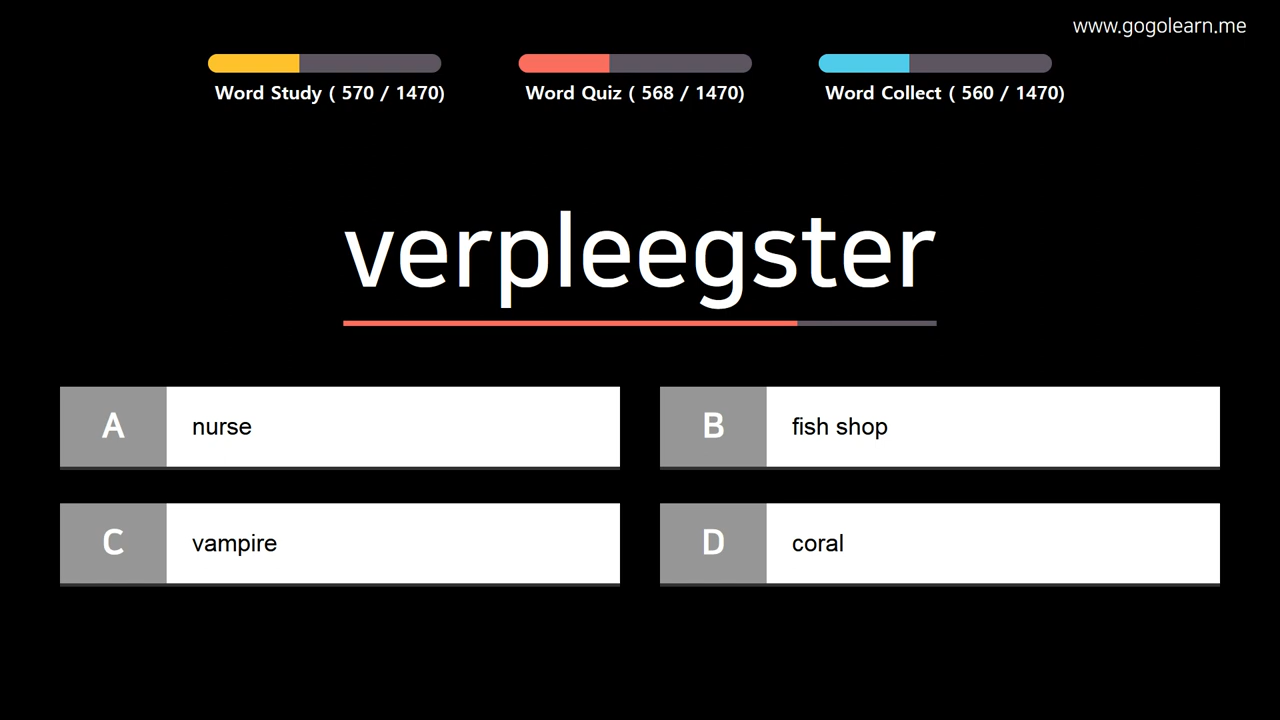 www.gogolearn.me
Word Study ( 570 / 1470)
Word Quiz ( 568 / 1470)
Word Collect ( 560 / 1470)
verpleegster
A nurse
B fish shop
C vampire
D coral